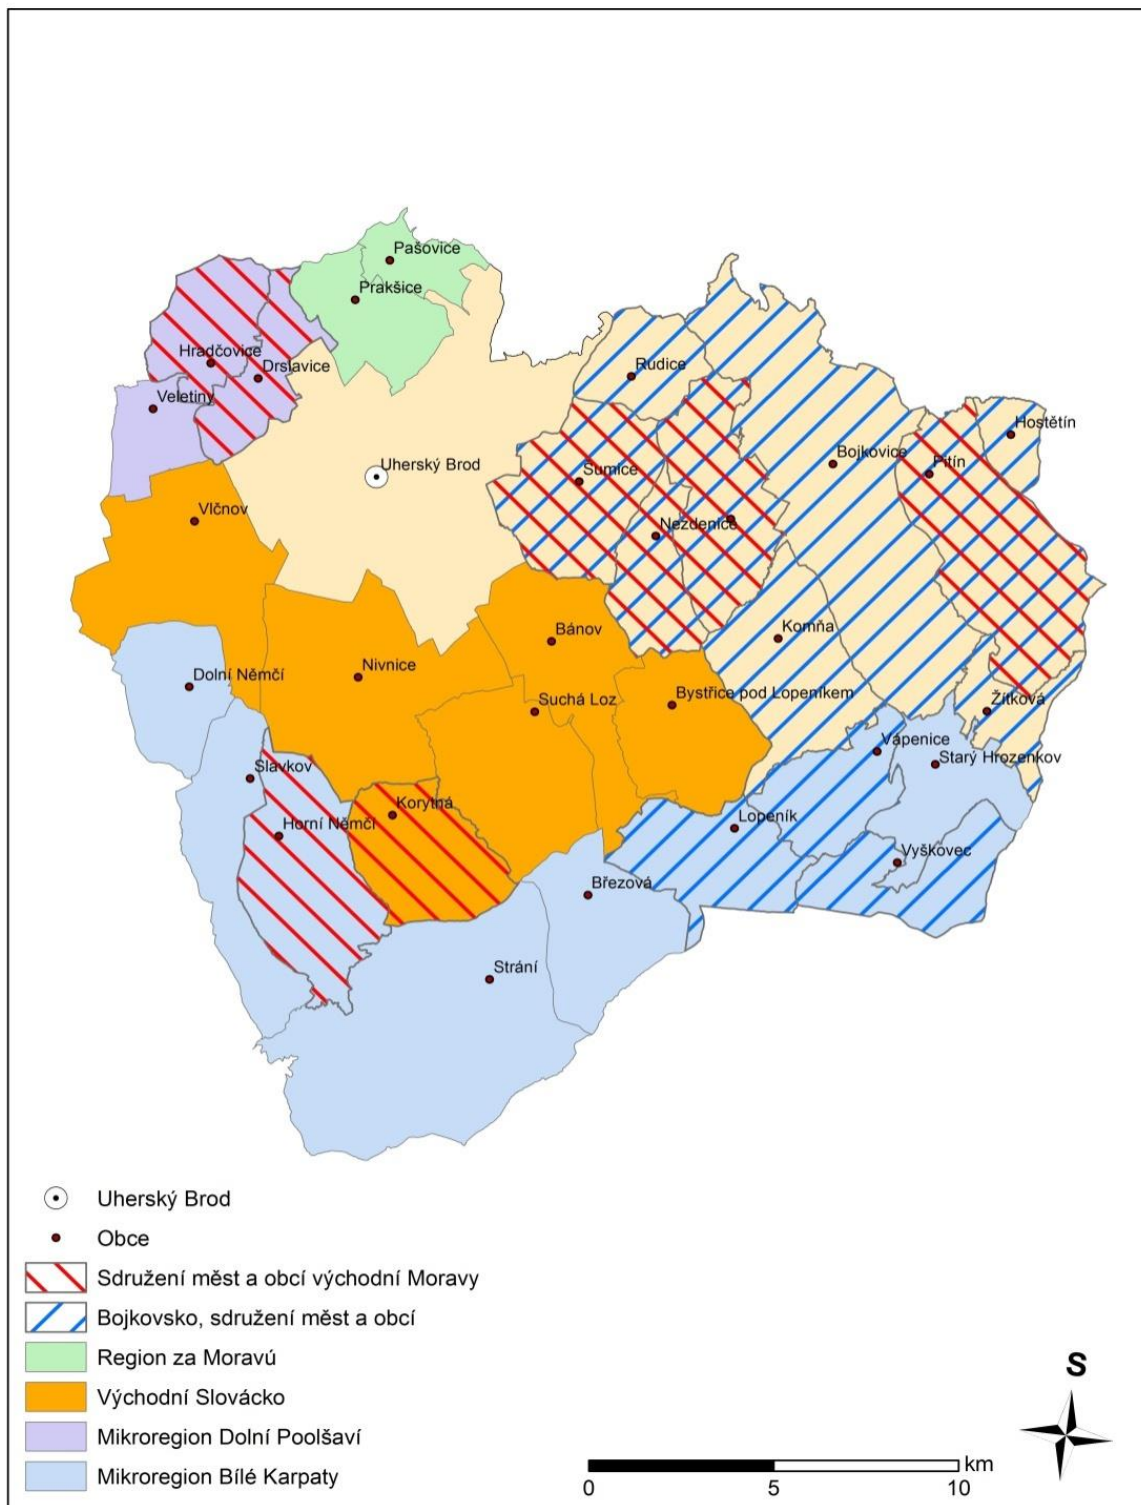 Pašovice
Prakšice
Hradčovice
Drslavice
Veletiny
Rudice
Hostětín
Bojkovice
Pitín
Uherský Brod
Šumice
Vlčnov
Nezdenice
Bánov
Komňa
Dolní Němčí
Nivnice
Suchá Loz
Bystřice pod Lopeníkem
Žítková
Vápenice
Starý Hrozenkov
Slavkov
Korytná
Horní Němčí
Lopeník
Vyškovec
Březová
Strání
Uherský Brod
Obce
Sdružení měst a obcí východní Moravy
Bojkovsko, sdružení měst a obcí
Region za Moravú
Východní Slovácko
Mikroregion Dolní Poolšaví
Mikroregion Bílé Karpaty
S
km
0 5 10